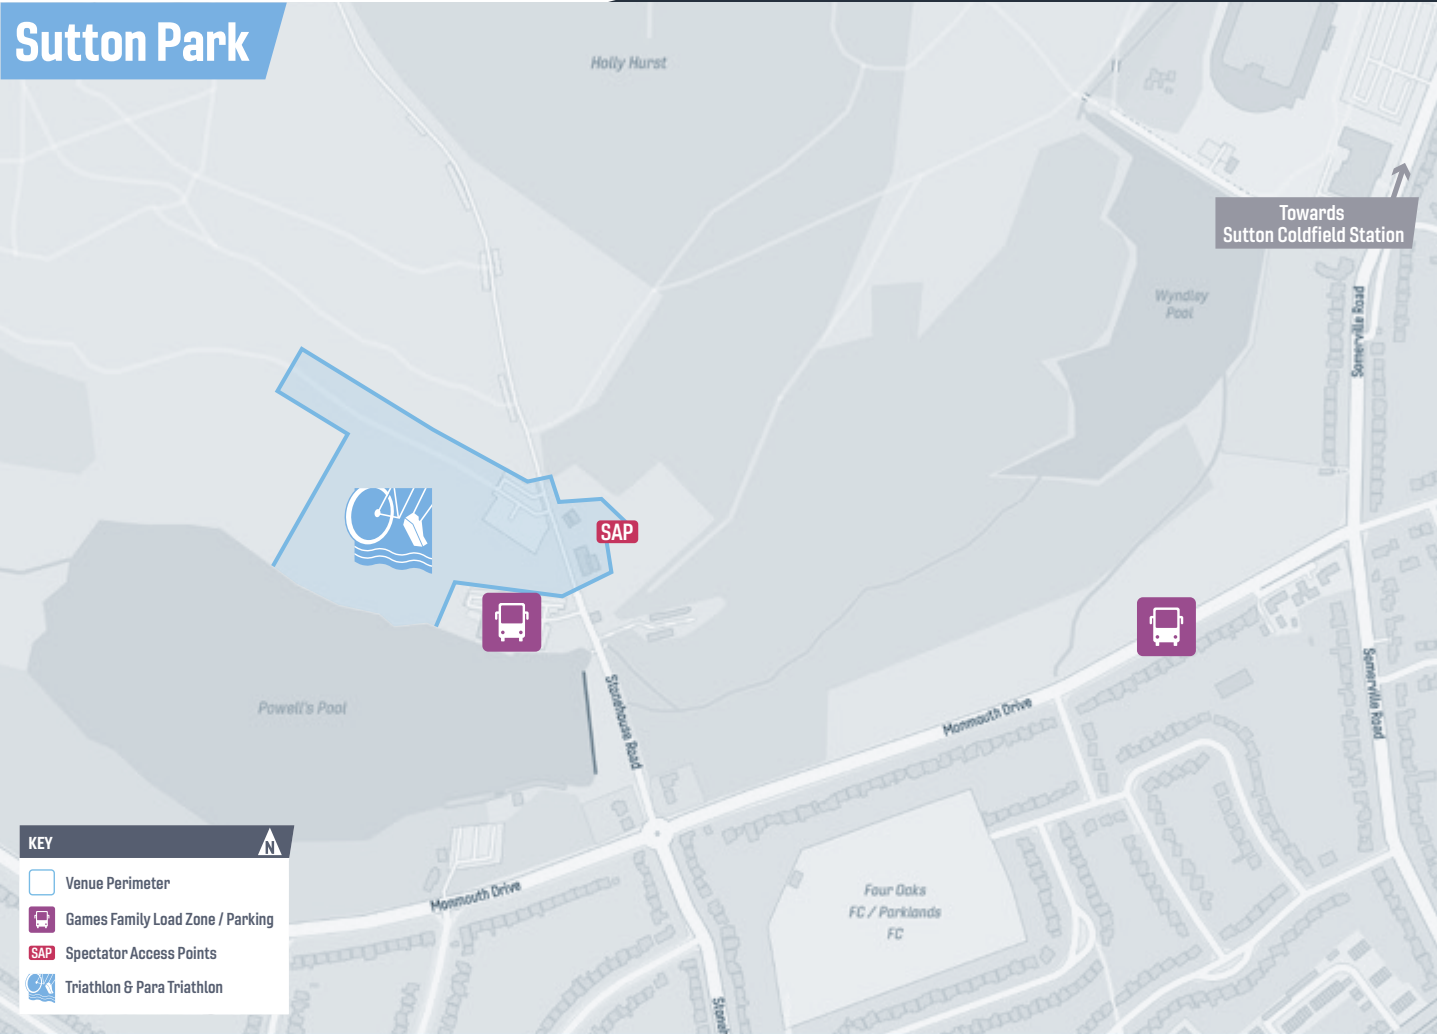 Sutton Park
Holly Hurst
Towards
Sutton Coldfield Station
Wyndley
Pool
Somerville Road
SAP
Powell's Pool
Stonehouse Road
Monmouth Drive
Somerville Road
Monmouth Drive
Four Oaks
FC / Parklands
FC
Stoneh
KEY
N
Venue Perimeter
Games Family Load Zone / Parking
SAP Spectator Access Points
Triathlon & Para Triathlon